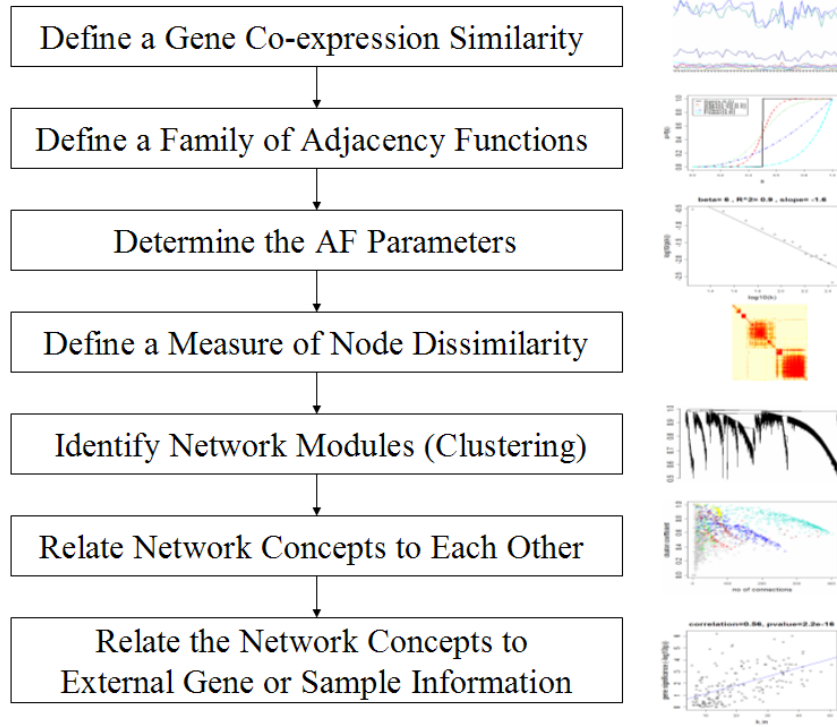 Define a Gene Co-expression Similarity
Define a Family of Adjacency Functions
Determine the AF Parameters
beta= 6 , R^2= 0.9 , slope= -1.6
log10(k)
Define a Measure of Node Dissimilarity
Identify Network Modules (Clustering)
Relate Network Concepts to Each Other
cluster coefficient
no of connections
Relate the Network Concepts to
External Gene or Sample Information
correlation=0.56, pvalue=2.2e-16